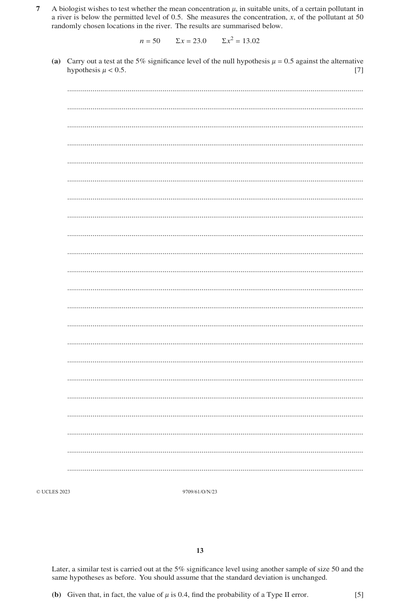 7 A biologist wishes to test whether the mean concentration μ, in suitable units, of a certain pollutant in
a river is below the permitted level of 0.5. She measures the concentration, x, of the pollutant at 50
randomly chosen locations in the river. The results are summarised below.
n = 50 Σx = 23.0 Σx² = 13.02
(a) Carry out a test at the 5% significance level of the null hypothesis μ = 0.5 against the alternative
hypothesis μ < 0.5. [7]
© UCLES 2023 9709/61/O/N/23
13
Later, a similar test is carried out at the 5% significance level using another sample of size 50 and the
same hypotheses as before. You should assume that the standard deviation is unchanged.
(b) Given that, in fact, the value of μ is 0.4, find the probability of a Type II error. [5]